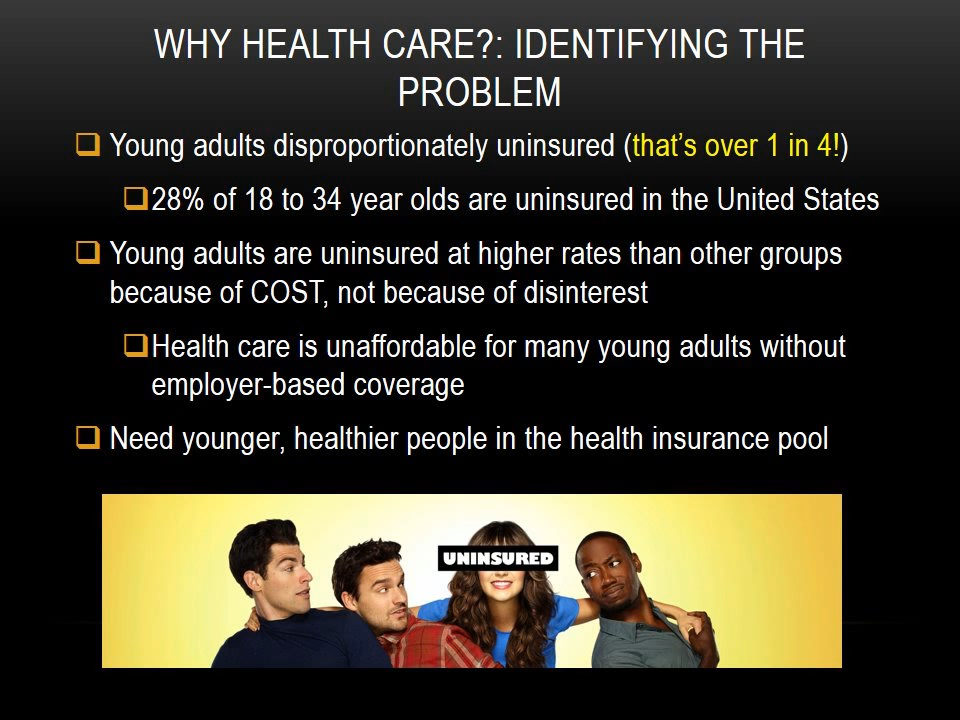 WHY HEALTH CARE?: IDENTIFYING THE
PROBLEM
Young adults disproportionately uninsured (that's over 1 in 4!)
28% of 18 to 34 year olds are uninsured in the United States
Young adults are uninsured at higher rates than other groups
because of COST, not because of disinterest
Health care is unaffordable for many young adults without
employer-based coverage
Need younger, healthier people in the health insurance pool
UNINSURED